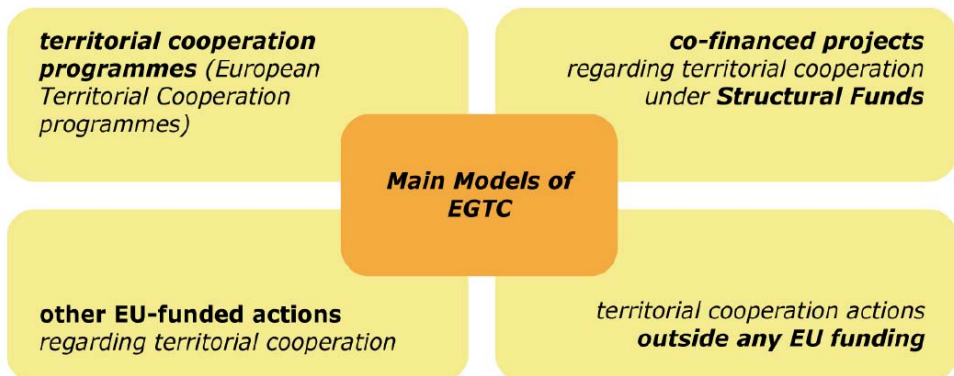 territorial cooperation
programmes (European
Territorial Cooperation
programmes)
co-financed projects
regarding territorial cooperation
under Structural Funds
Main Models of
EGTC
other EU-funded actions
regarding territorial cooperation
territorial cooperation actions
outside any EU funding